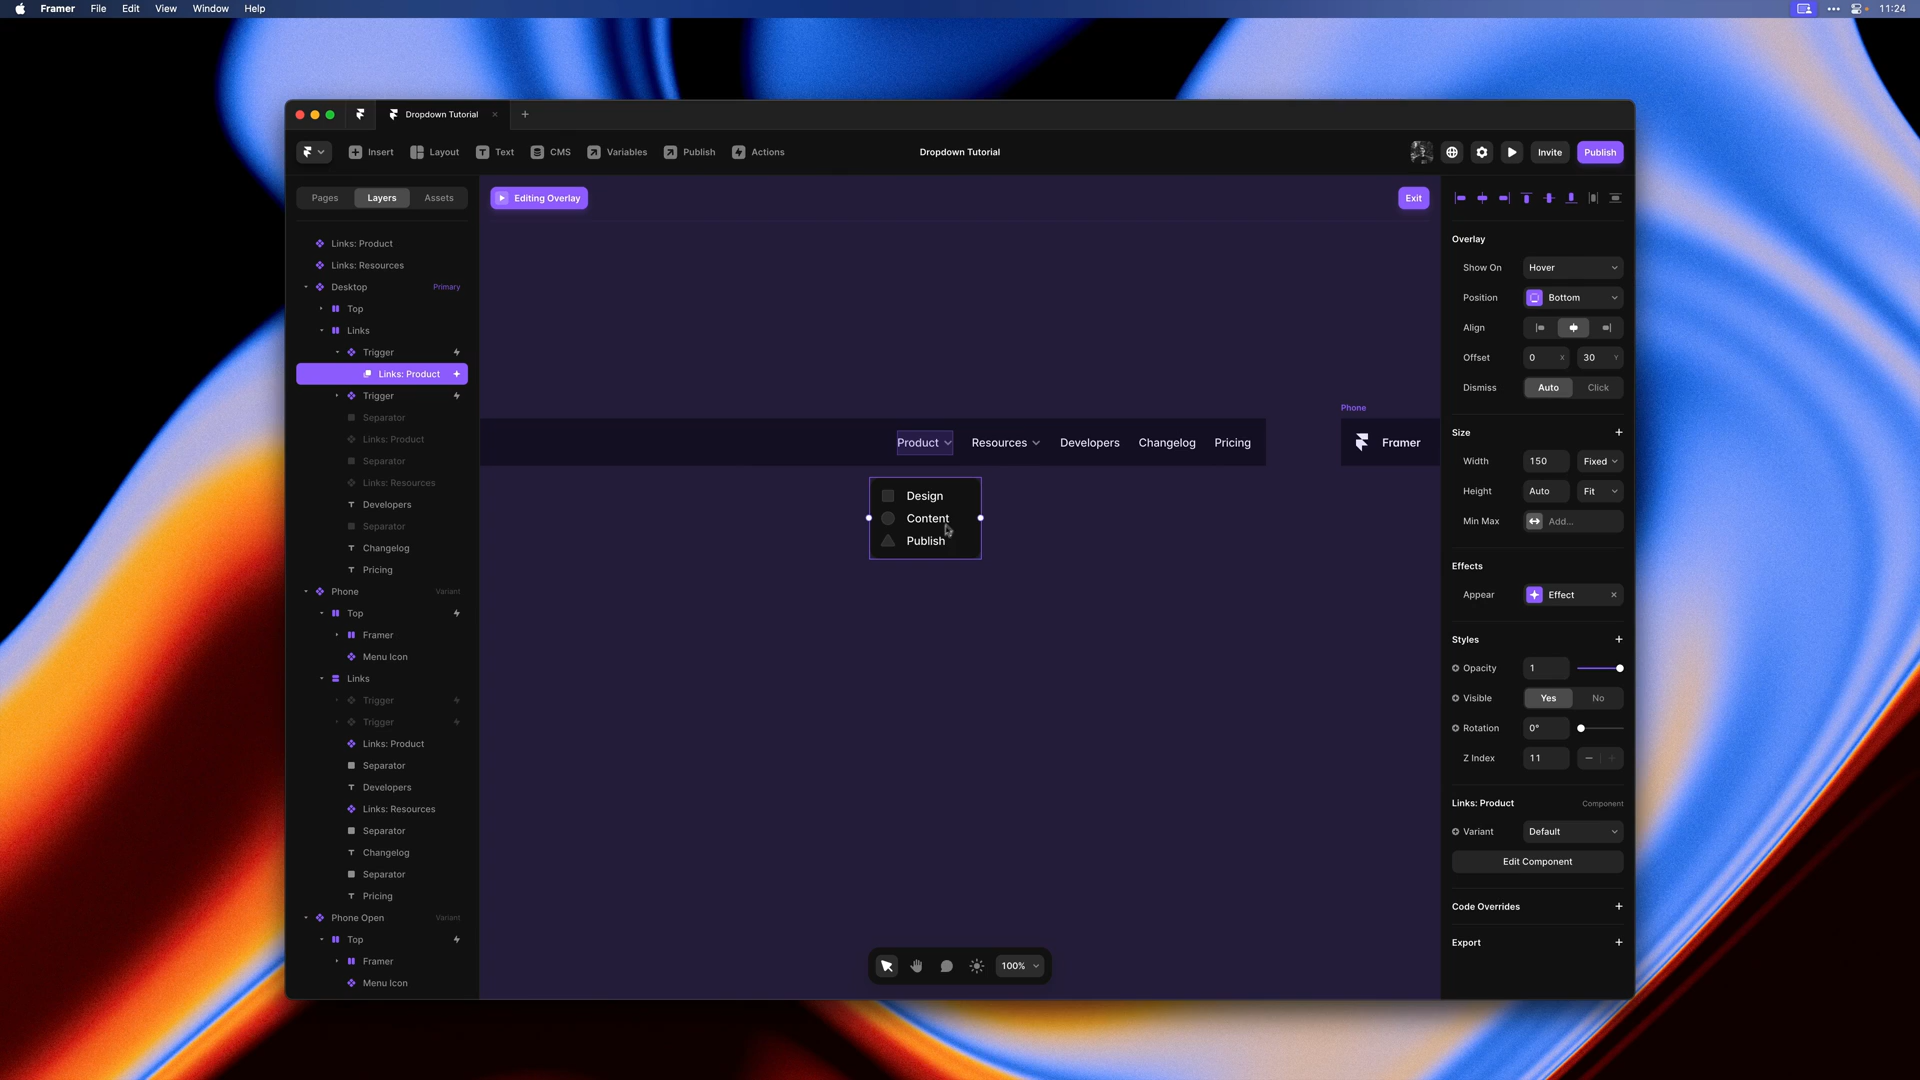 Framer File Edit View Window Help 11:24
Dropdown Tutorial
Insert Layout Text CMS Variables Publish Actions Dropdown Tutorial Invite Publish
Pages Layers Assets
Links: Product
Links: Resources
Desktop Primary
Top
Links
Trigger
Links: Product
Trigger
Separator
Links: Product
Separator
Links: Resources
Developers
Separator
Changelog
Pricing
Phone Variant
Top
Framer
Menu Icon
Links
Trigger
Trigger
Links: Product
Separator
Developers
Links: Resources
Separator
Changelog
Separator
Pricing
Phone Open Variant
Top
Framer
Menu Icon
Editing Overlay Exit
Phone
Product Resources Developers Changelog Pricing
Framer
Design
Content
Publish
100%
Overlay
Show On Hover
Position Bottom
Align
Offset 0 X 30 Y
Dismiss Auto Click
Size
Width 150 Fixed
Height Auto Fit
Min Max Add...
Effects
Appear Effect
Styles
Opacity 1
Visible Yes No
Rotation 0°
Z Index 11
Links: Product Component
Variant Default
Edit Component
Code Overrides
Export